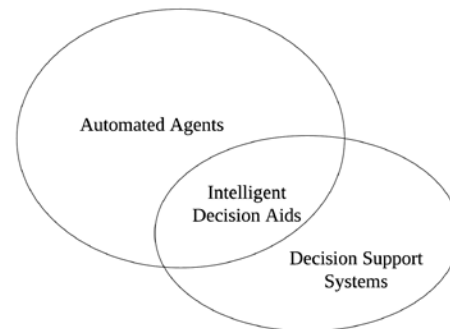 Automated Agents
Intelligent
Decision Aids
Decision Support
Systems